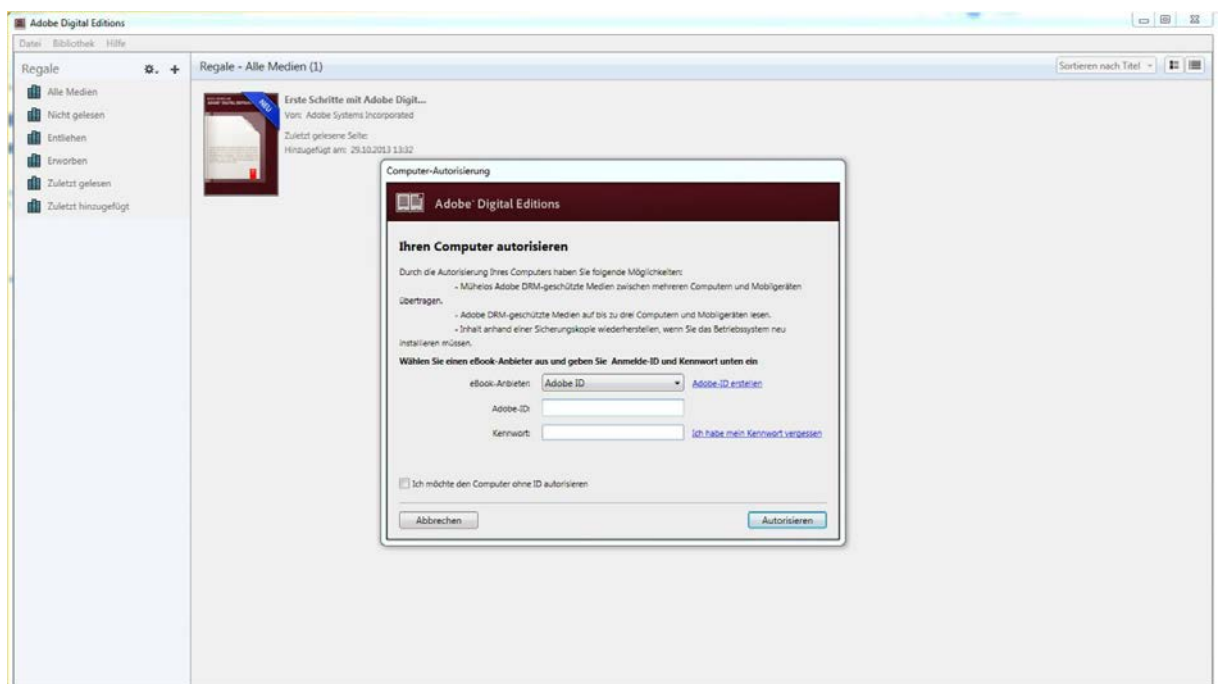 Adobe Digital Editions
Datei Bibliothek Hilfe
Regale
Regale - Alle Medien (1)
Sortieren nach Titel
Alle Medien
Nicht gelesen
Entliehen
Erworben
Zuletzt gelesen
Zuletzt hinzugefügt
NEU
Erste Schritte mit Adobe Digit...
Von: Adobe Systems Incorporated
Zuletzt gelesene Seite:
Hinzugefügt am: 29.10.2013 13:32
Computer-Autorisierung
Adobe® Digital Editions
Ihren Computer autorisieren
Durch die Autorisierung Ihres Computers haben Sie folgende Möglichkeiten:
- Mühelos Adobe DRM-geschützte Medien zwischen mehreren Computern und Mobilgeräten
übertragen.
- Adobe DRM-geschützte Medien auf bis zu drei Computern und Mobilgeräten lesen.
- Inhalt anhand einer Sicherungskopie wiederherstellen, wenn Sie das Betriebssystem neu
installieren müssen.
Wählen Sie einen eBook-Anbieter aus und geben Sie Anmelde-ID und Kennwort unten ein
eBook-Anbieter: Adobe ID Adobe-ID erstellen
Adobe-ID:
Kennwort: Ich habe mein Kennwort vergessen
Ich möchte den Computer ohne ID autorisieren
Abbrechen Autorisieren